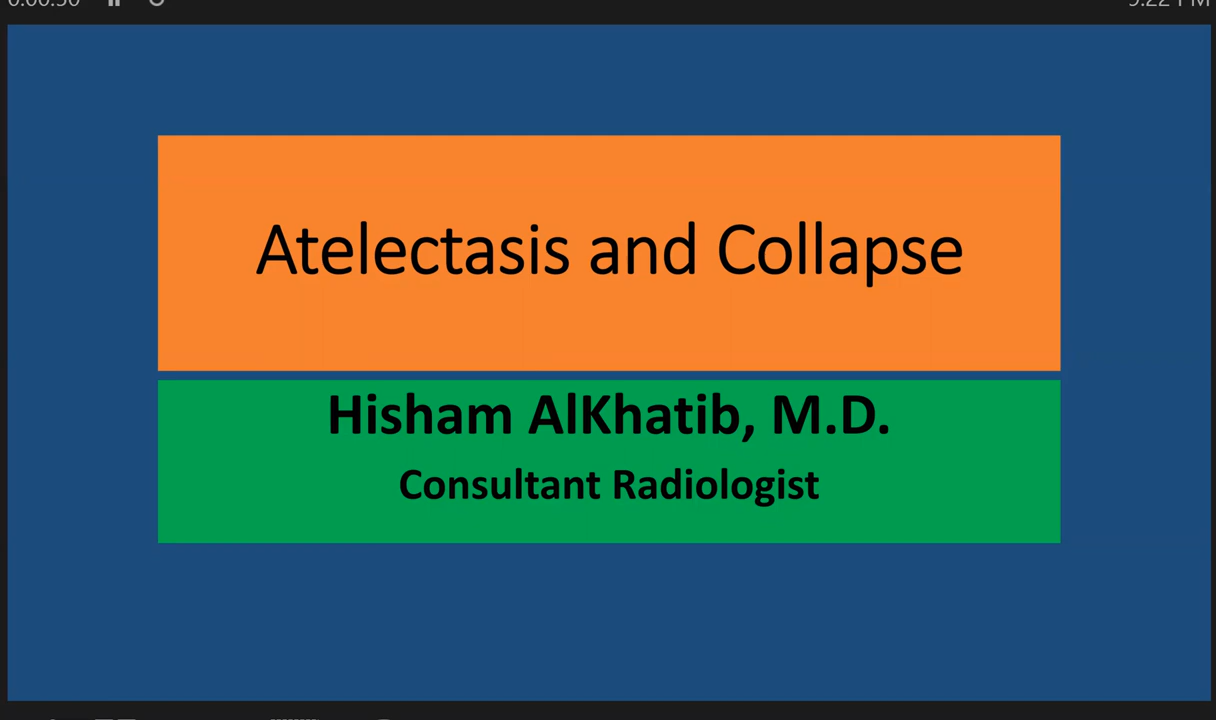 Atelectasis and Collapse
Hisham AlKhatib, M.D.
Consultant Radiologist